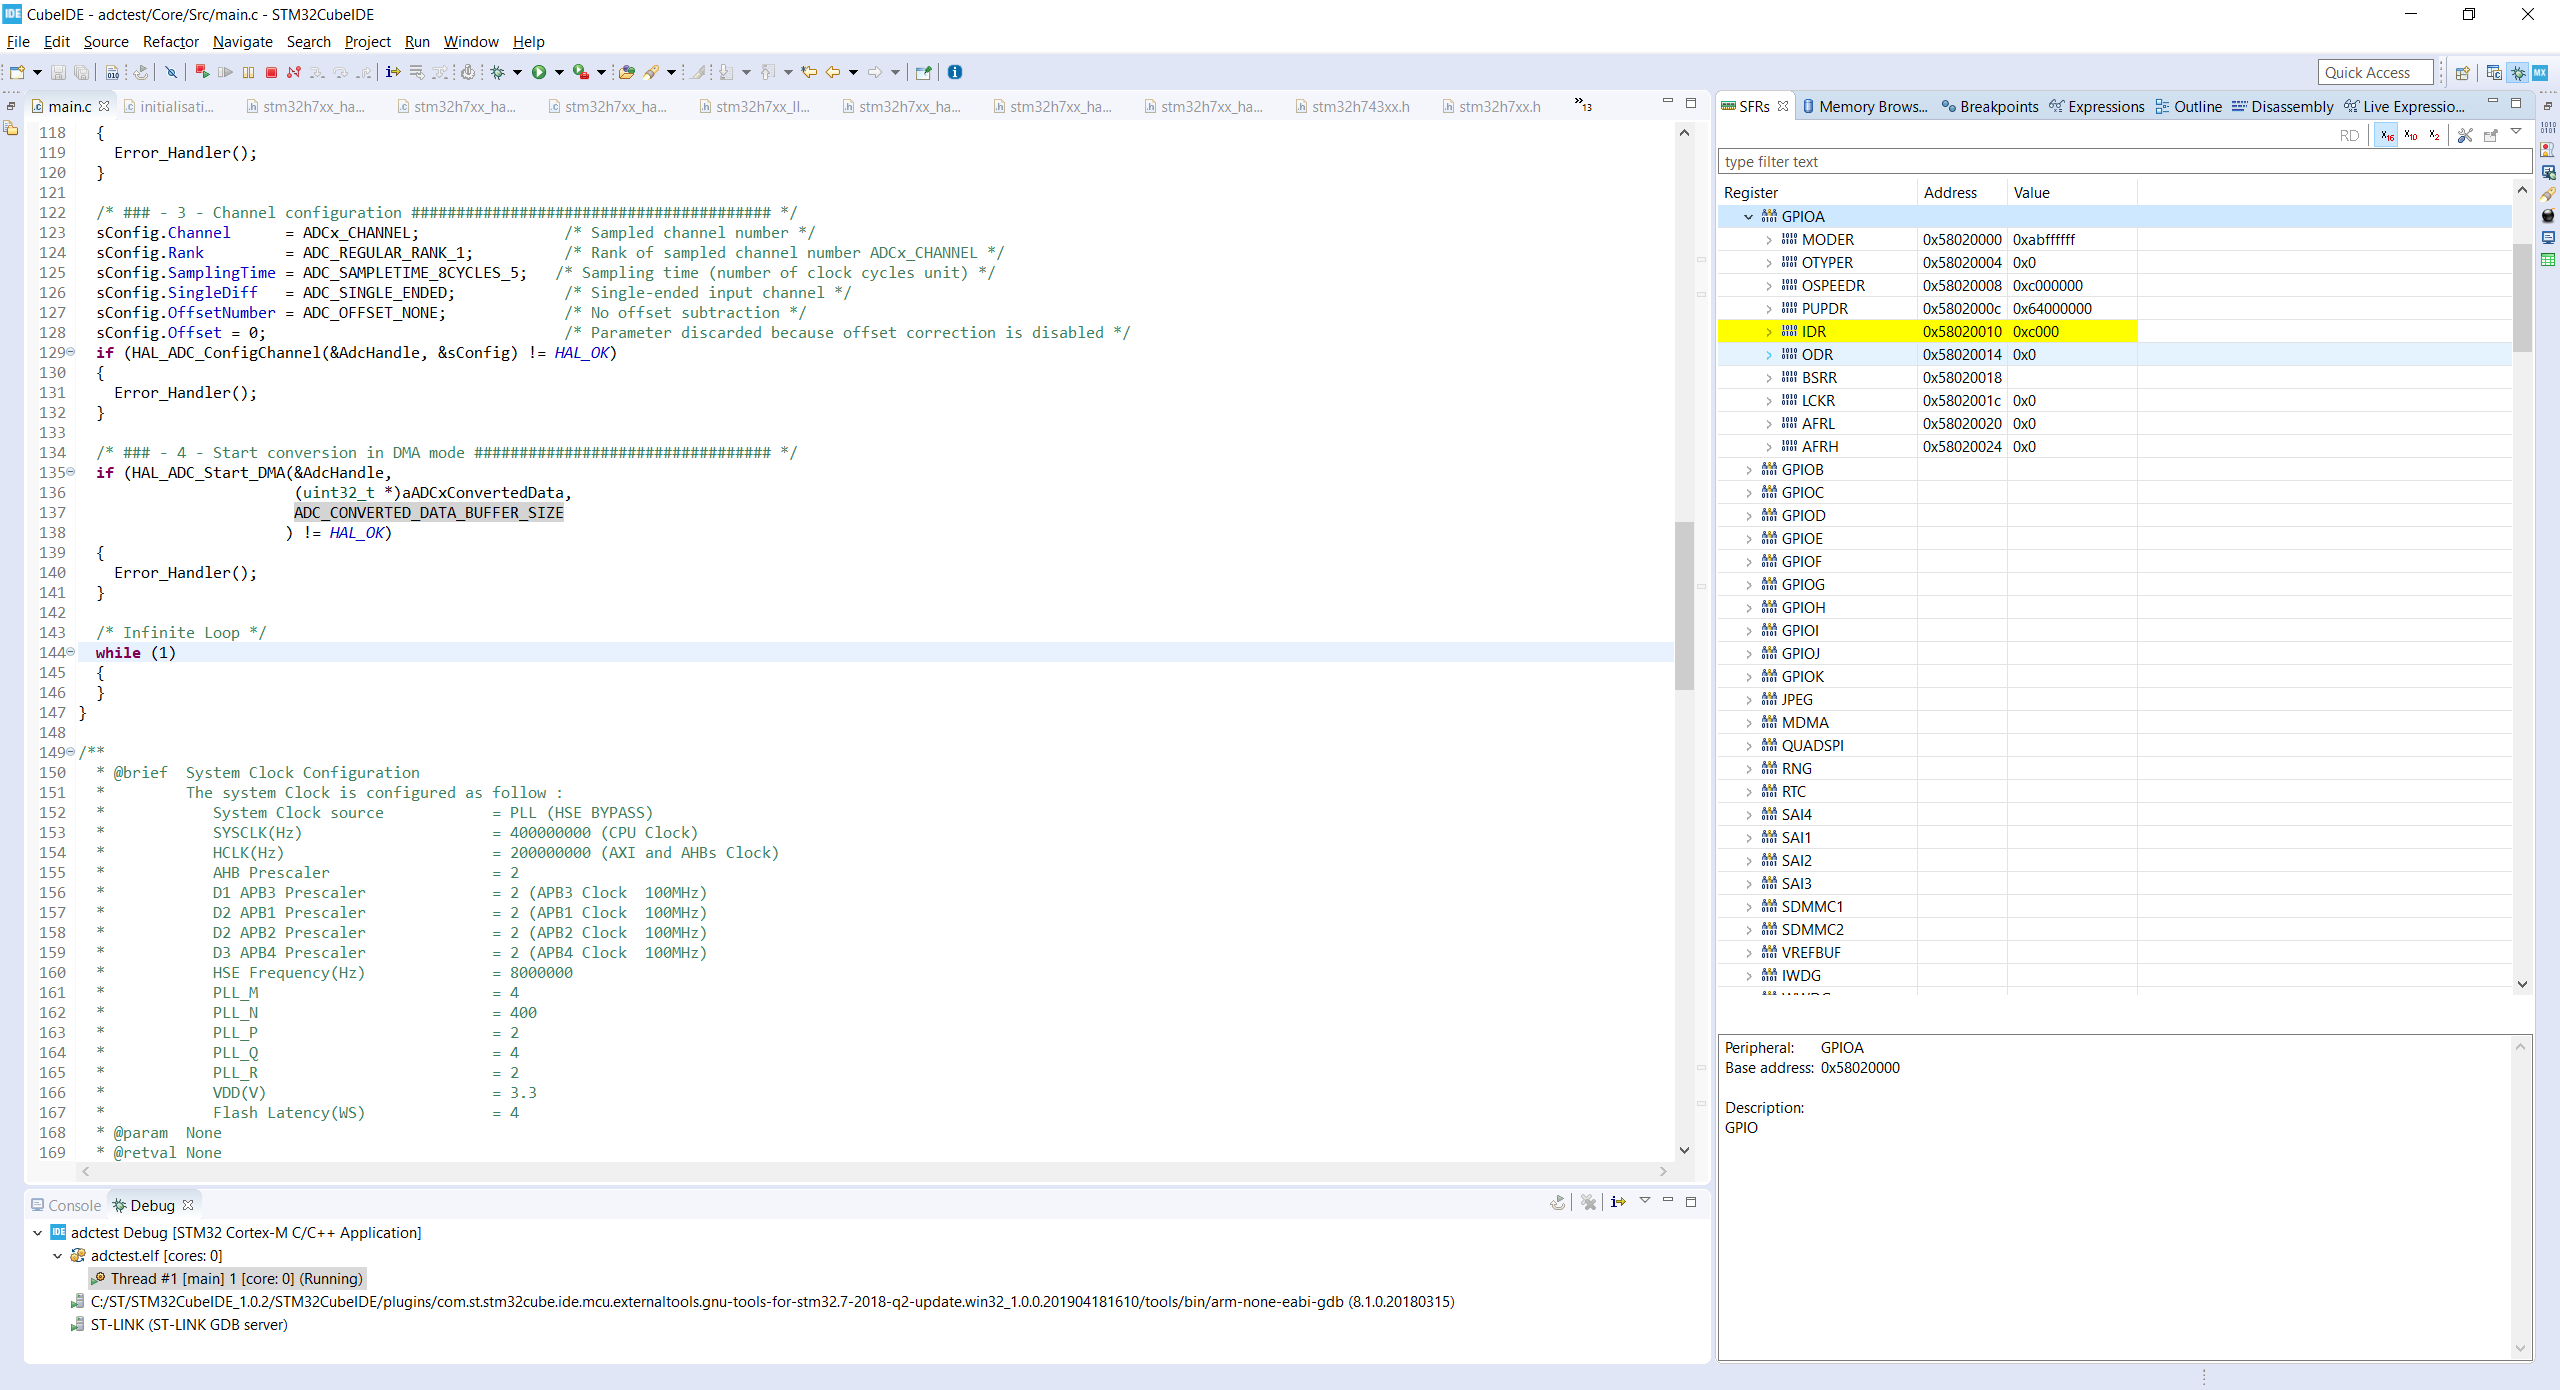 CubeIDE - adctest/Core/Src/main.c - STM32CubeIDE
File Edit Source Refactor Navigate Search Project Run Window Help
Quick Access
main.c initialisati... stm32h7xx_ha... stm32h7xx_ha... stm32h7xx_ha... stm32h7xx_ll... stm32h7xx_ha... stm32h7xx_ha... stm32h7xx_ha... stm32h743xx.h stm32h7xx.h »13
118 {
119 Error_Handler();
120 }
121
122 /* ### - 3 - Channel configuration ######################################## */
123 sConfig.Channel = ADCx_CHANNEL; /* Sampled channel number */
124 sConfig.Rank = ADC_REGULAR_RANK_1; /* Rank of sampled channel number ADCx_CHANNEL */
125 sConfig.SamplingTime = ADC_SAMPLETIME_8CYCLES_5; /* Sampling time (number of clock cycles unit) */
126 sConfig.SingleDiff = ADC_SINGLE_ENDED; /* Single-ended input channel */
127 sConfig.OffsetNumber = ADC_OFFSET_NONE; /* No offset subtraction */
128 sConfig.Offset = 0; /* Parameter discarded because offset correction is disabled */
129 if (HAL_ADC_ConfigChannel(&AdcHandle, &sConfig) != HAL_OK)
130 {
131 Error_Handler();
132 }
133
134 /* ### - 4 - Start conversion in DMA mode ################################# */
135 if (HAL_ADC_Start_DMA(&AdcHandle,
136 (uint32_t *)aADCxConvertedData,
137 ADC_CONVERTED_DATA_BUFFER_SIZE
138 ) != HAL_OK)
139 {
140 Error_Handler();
141 }
142
143 /* Infinite Loop */
144 while (1)
145 {
146 }
147 }
148
149 /**
150 * @brief System Clock Configuration
151 * The system Clock is configured as follow :
152 * System Clock source = PLL (HSE BYPASS)
153 * SYSCLK(Hz) = 400000000 (CPU Clock)
154 * HCLK(Hz) = 200000000 (AXI and AHBs Clock)
155 * AHB Prescaler = 2
156 * D1 APB3 Prescaler = 2 (APB3 Clock 100MHz)
157 * D2 APB1 Prescaler = 2 (APB1 Clock 100MHz)
158 * D2 APB2 Prescaler = 2 (APB2 Clock 100MHz)
159 * D3 APB4 Prescaler = 2 (APB4 Clock 100MHz)
160 * HSE Frequency(Hz) = 8000000
161 * PLL_M = 4
162 * PLL_N = 400
163 * PLL_P = 2
164 * PLL_Q = 4
165 * PLL_R = 2
166 * VDD(V) = 3.3
167 * Flash Latency(WS) = 4
168 * @param None
169 * @retval None
Console Debug
adctest Debug [STM32 Cortex-M C/C++ Application]
adctest.elf [cores: 0]
Thread #1 [main] 1 [core: 0] (Running)
C:/ST/STM32CubeIDE_1.0.2/STM32CubeIDE/plugins/com.st.stm32cube.ide.mcu.externaltools.gnu-tools-for-stm32.7-2018-q2-update.win32_1.0.0.201904181610/tools/bin/arm-none-eabi-gdb (8.1.0.20180315)
ST-LINK (ST-LINK GDB server)
SFRs Memory Brows... Breakpoints Expressions Outline Disassembly Live Expressio...
RD X16 X10 X2
type filter text
Register Address Value
GPIOA
MODER 0x58020000 0xabffffff
OTYPER 0x58020004 0x0
OSPEEDR 0x58020008 0xc000000
PUPDR 0x5802000c 0x64000000
IDR 0x58020010 0xc000
ODR 0x58020014 0x0
BSRR 0x58020018
LCKR 0x5802001c 0x0
AFRL 0x58020020 0x0
AFRH 0x58020024 0x0
GPIOB
GPIOC
GPIOD
GPIOE
GPIOF
GPIOG
GPIOH
GPIOI
GPIOJ
GPIOK
JPEG
MDMA
QUADSPI
RNG
RTC
SAI4
SAI1
SAI2
SAI3
SDMMC1
SDMMC2
VREFBUF
IWDG
Peripheral: GPIOA
Base address: 0x58020000
Description:
GPIO